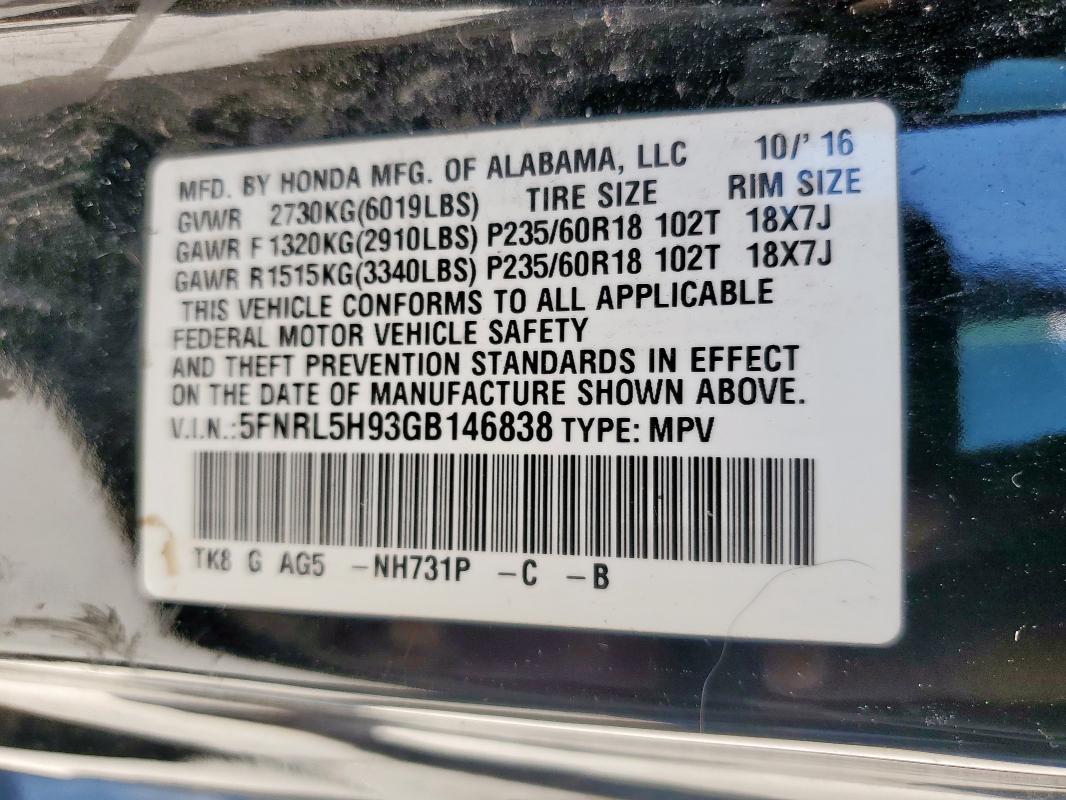 MFD. BY HONDA MFG. OF ALABAMA, LLC 10/' 16
GVWR 2730KG(6019LBS) TIRE SIZE RIM SIZE
GAWR F 1320KG(2910LBS) P235/60R18 102T 18X7J
GAWR R1515KG(3340LBS) P235/60R18 102T 18X7J
THIS VEHICLE CONFORMS TO ALL APPLICABLE
FEDERAL MOTOR VEHICLE SAFETY
AND THEFT PREVENTION STANDARDS IN EFFECT
ON THE DATE OF MANUFACTURE SHOWN ABOVE.
V.I.N.:5FNRL5H93GB146838 TYPE: MPV
TK8 G AG5 -NH731P -C -B